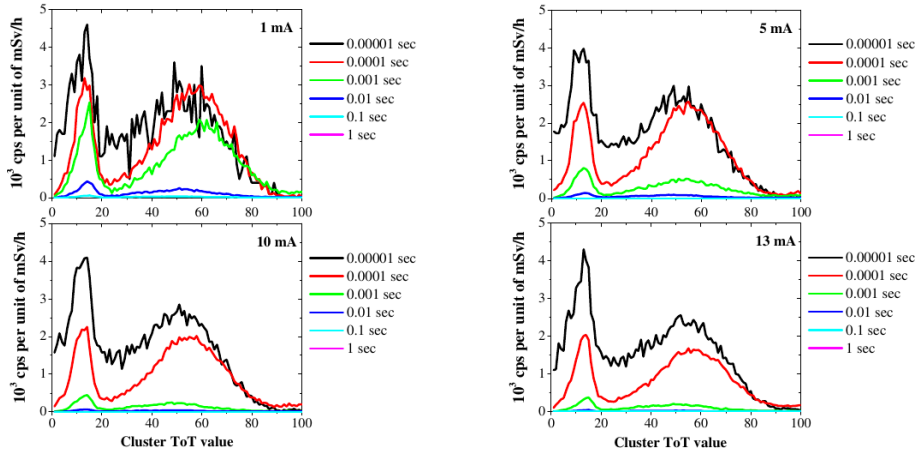 1 mA
10³ cps per unit of mSv/h
5
4
3
2
1
0
0 20 40 60 80 100
0.00001 sec
0.0001 sec
0.001 sec
0.01 sec
0.1 sec
1 sec
5 mA
10³ cps per unit of mSv/h
5
4
3
2
1
0
0 20 40 60 80 100
0.00001 sec
0.0001 sec
0.001 sec
0.01 sec
0.1 sec
1 sec
10 mA
10³ cps per unit of mSv/h
5
4
3
2
1
0
0 20 40 60 80 100
Cluster ToT value
0.00001 sec
0.0001 sec
0.001 sec
0.01 sec
0.1 sec
1 sec
13 mA
10³ cps per unit of mSv/h
5
4
3
2
1
0
0 20 40 60 80 100
Cluster ToT value
0.00001 sec
0.0001 sec
0.001 sec
0.01 sec
0.1 sec
1 sec